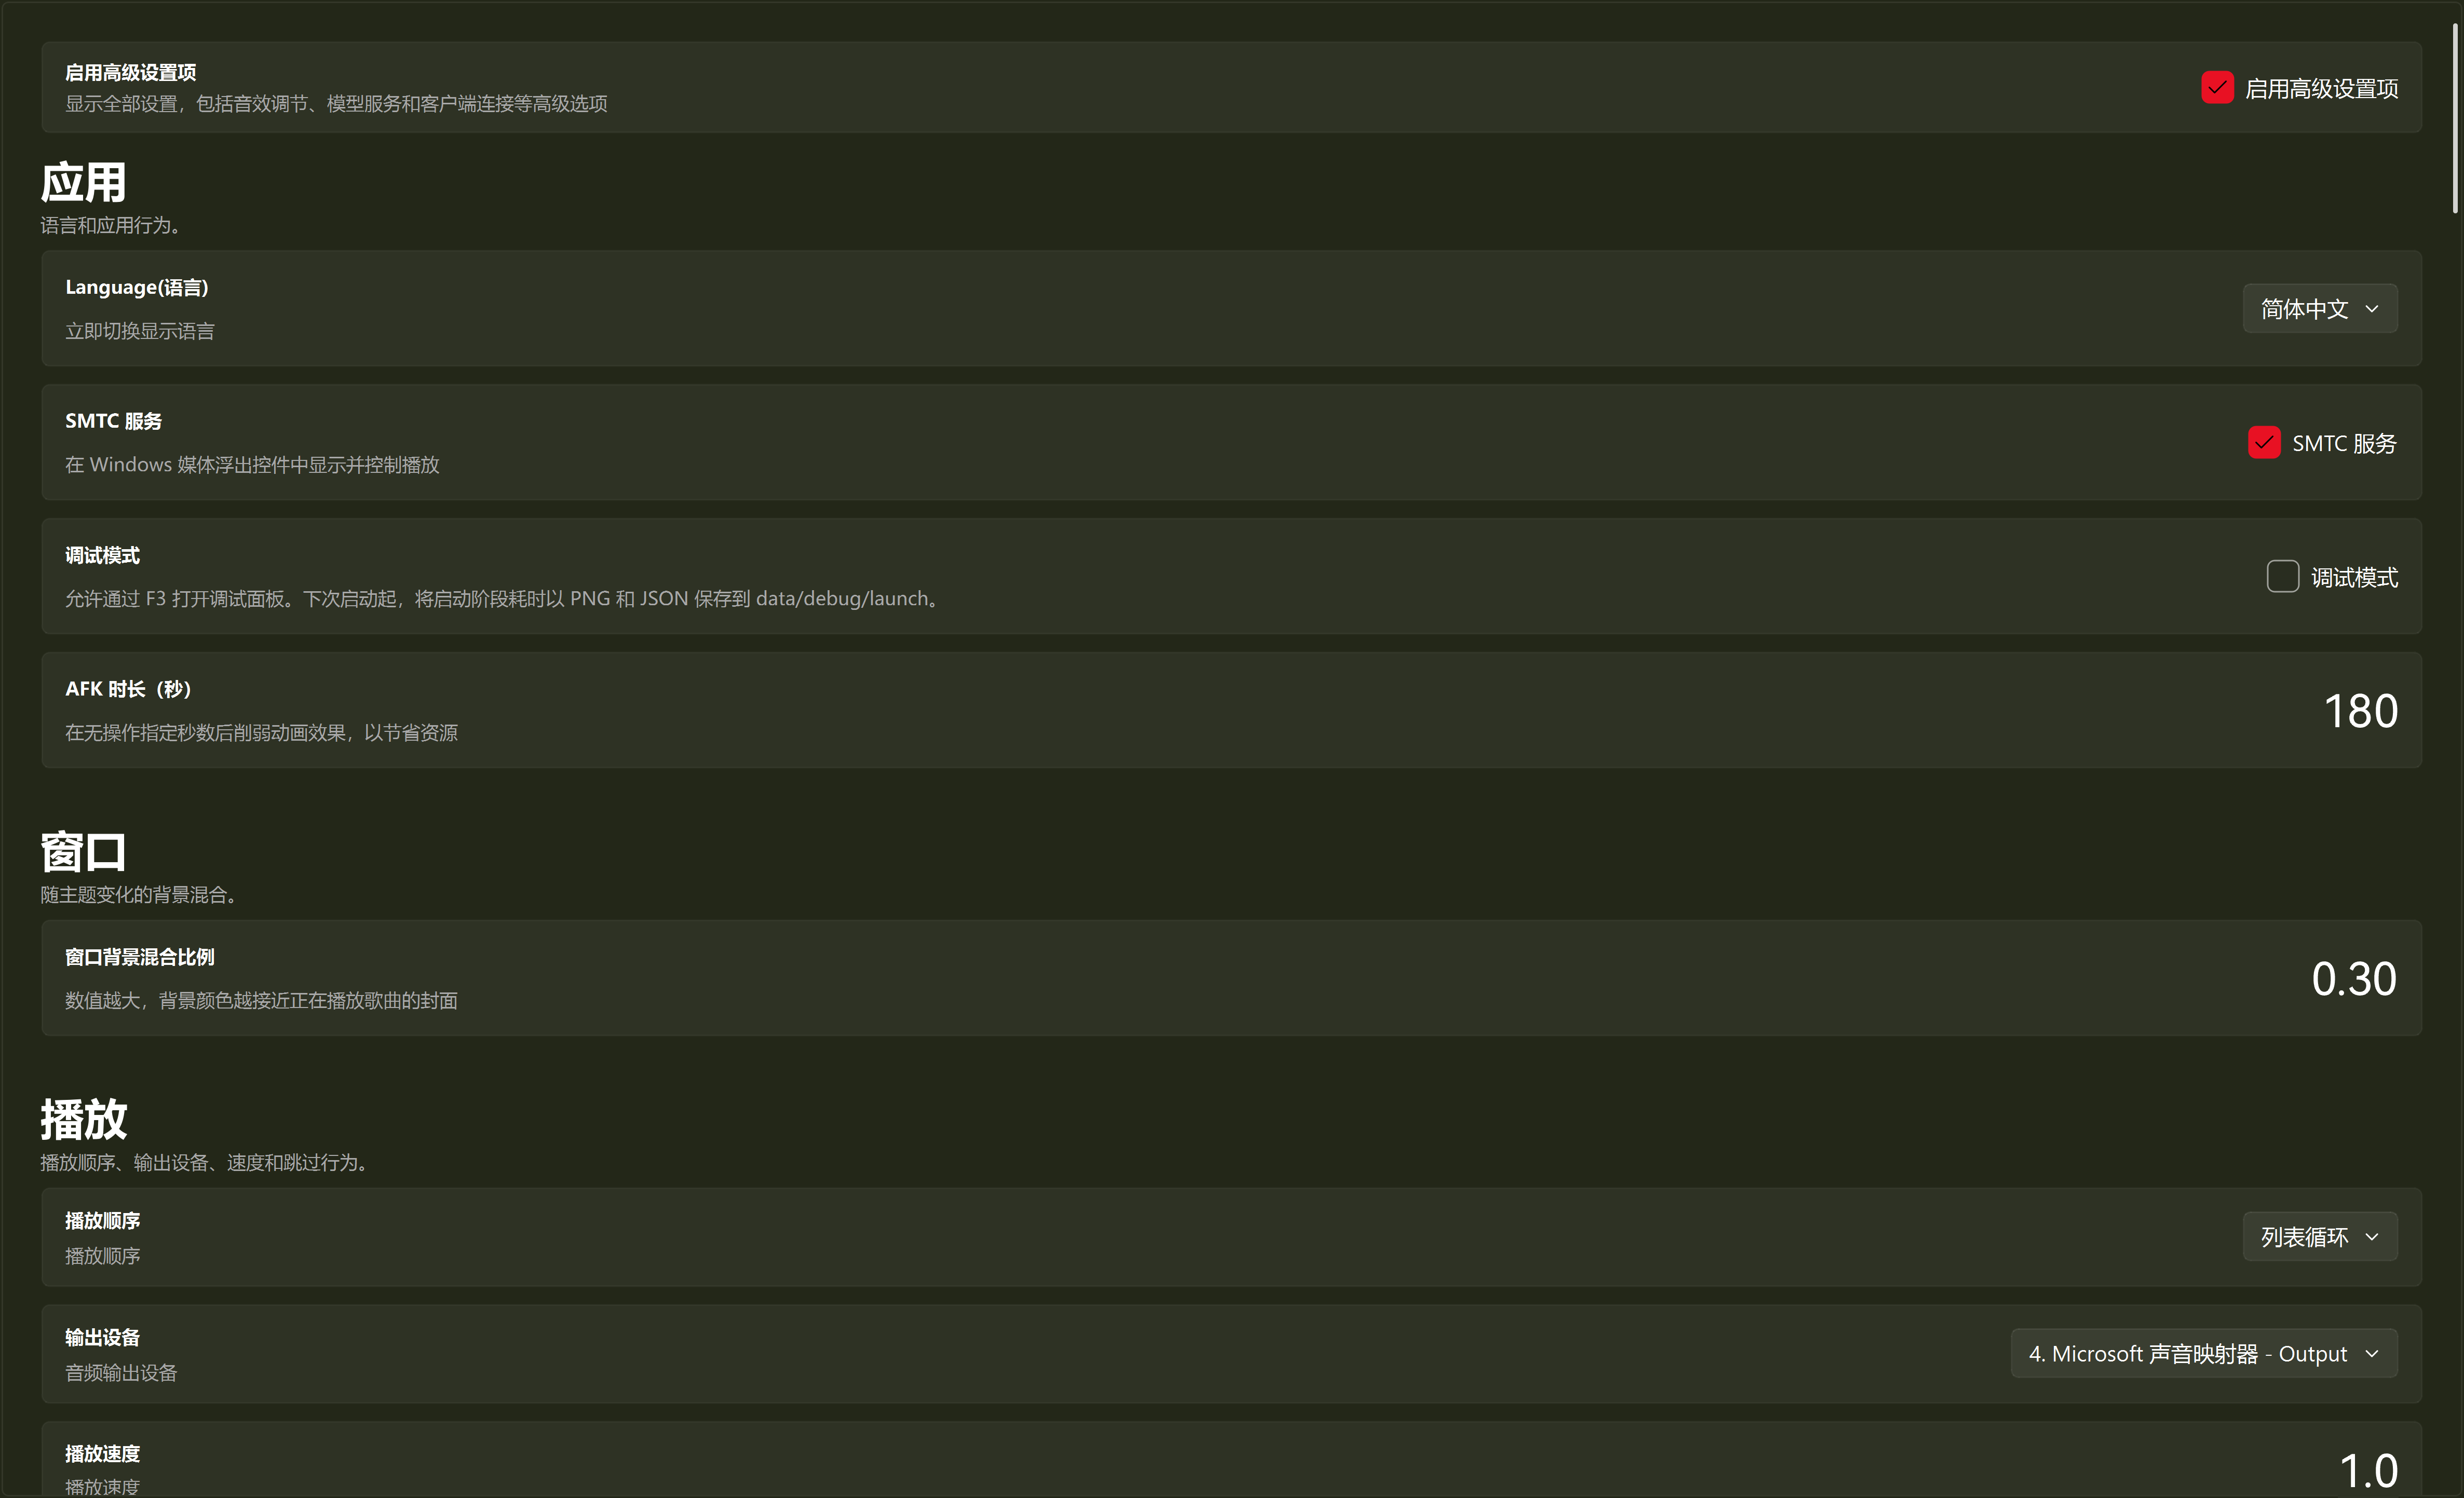 启用高级设置项
显示全部设置，包括音效调节、模型服务和客户端连接等高级选项
启用高级设置项
应用
语言和应用行为。
Language(语言)
立即切换显示语言
简体中文
SMTC 服务
在 Windows 媒体浮出控件中显示并控制播放
SMTC 服务
调试模式
允许通过 F3 打开调试面板。下次启动起，将启动阶段耗时以 PNG 和 JSON 保存到 data/debug/launch。
调试模式
AFK 时长（秒）
在无操作指定秒数后削弱动画效果，以节省资源
180
窗口
随主题变化的背景混合。
窗口背景混合比例
数值越大，背景颜色越接近正在播放歌曲的封面
0.30
播放
播放顺序、输出设备、速度和跳过行为。
播放顺序
播放顺序
列表循环
输出设备
音频输出设备
4. Microsoft 声音映射器 - Output
播放速度
播放速度
1.0